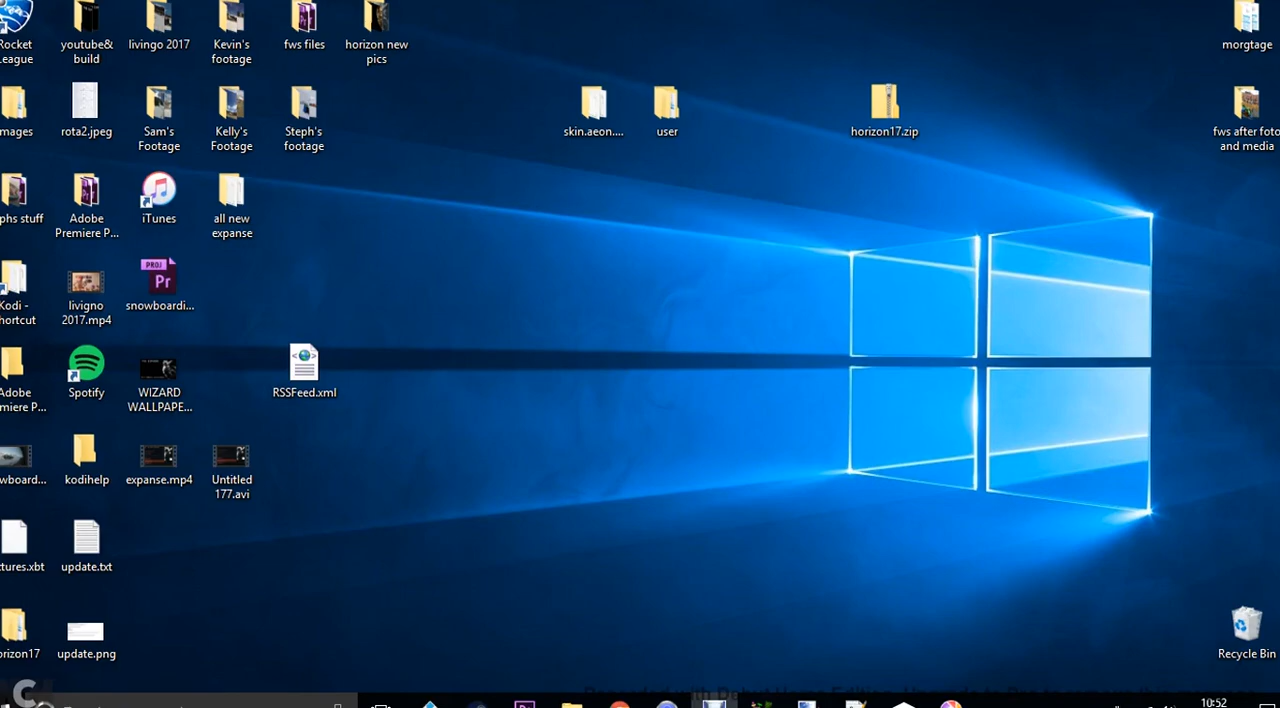 Rocket
League
youtube&
build
livingo 2017
Kevin's
footage
fws files
horizon new
pics
morgtage
mages
rota2.jpeg
Sam's
Footage
Kelly's
Footage
Steph's
footage
skin.aeon....
user
horizon17.zip
fws after foto
and media
phs stuff
Adobe
Premiere P...
iTunes
all new
expanse
Kodi -
hortcut
livigno
2017.mp4
PROJ
Pr
snowboardi...
Adobe
miere P...
Spotify
WIZARD
WALLPAPE...
RSSFeed.xml
wboard...
kodihelp
expanse.mp4
Untitled
177.avi
tures.xbt
update.txt
orizon17
update.png
Recycle Bin
10:52